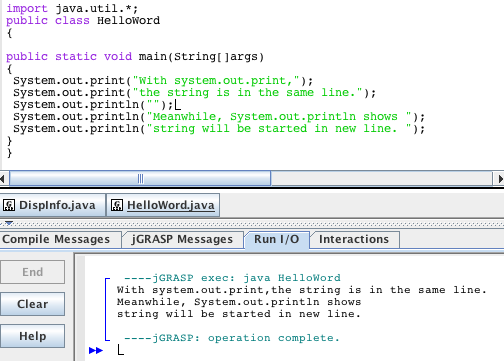 import java.util.*;
public class HelloWord
{
public static void main(String[]args)
{
System.out.print("With system.out.print,");
System.out.print("the string is in the same line.");
System.out.println("");
System.out.println("Meanwhile, System.out.println shows ");
System.out.println("string will be started in new line. ");
}
}
DispInfo.java HelloWord.java
Compile Messages jGRASP Messages Run I/O Interactions
End
Clear
Help
----jGRASP exec: java HelloWord
With system.out.print,the string is in the same line.
Meanwhile, System.out.println shows
string will be started in new line.
----jGRASP: operation complete.